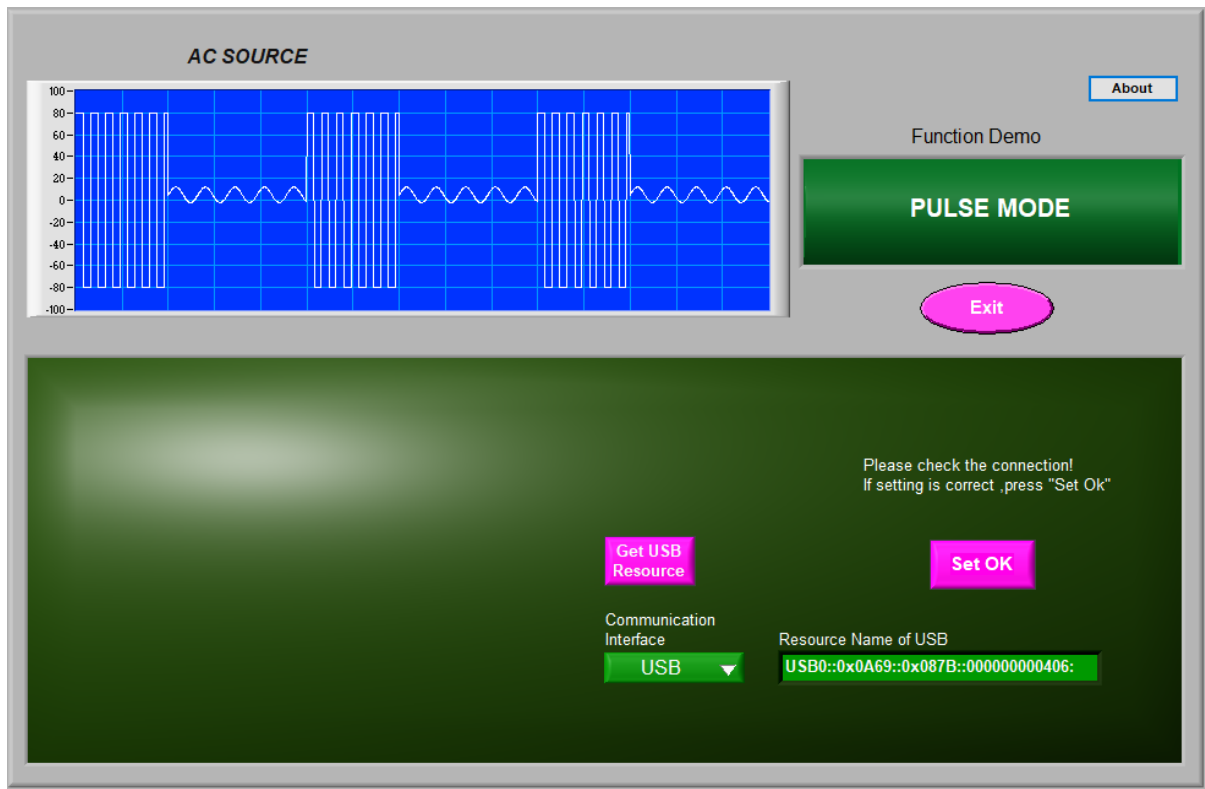 AC SOURCE
100
80
60
40
20
0
-20
-40
-60
-80
-100
About
Function Demo
PULSE MODE
Exit
Please check the connection!
If setting is correct ,press "Set Ok"
Get USB
Resource
Set OK
Communication
Interface
USB
Resource Name of USB
USB0::0x0A69::0x087B::000000000406: